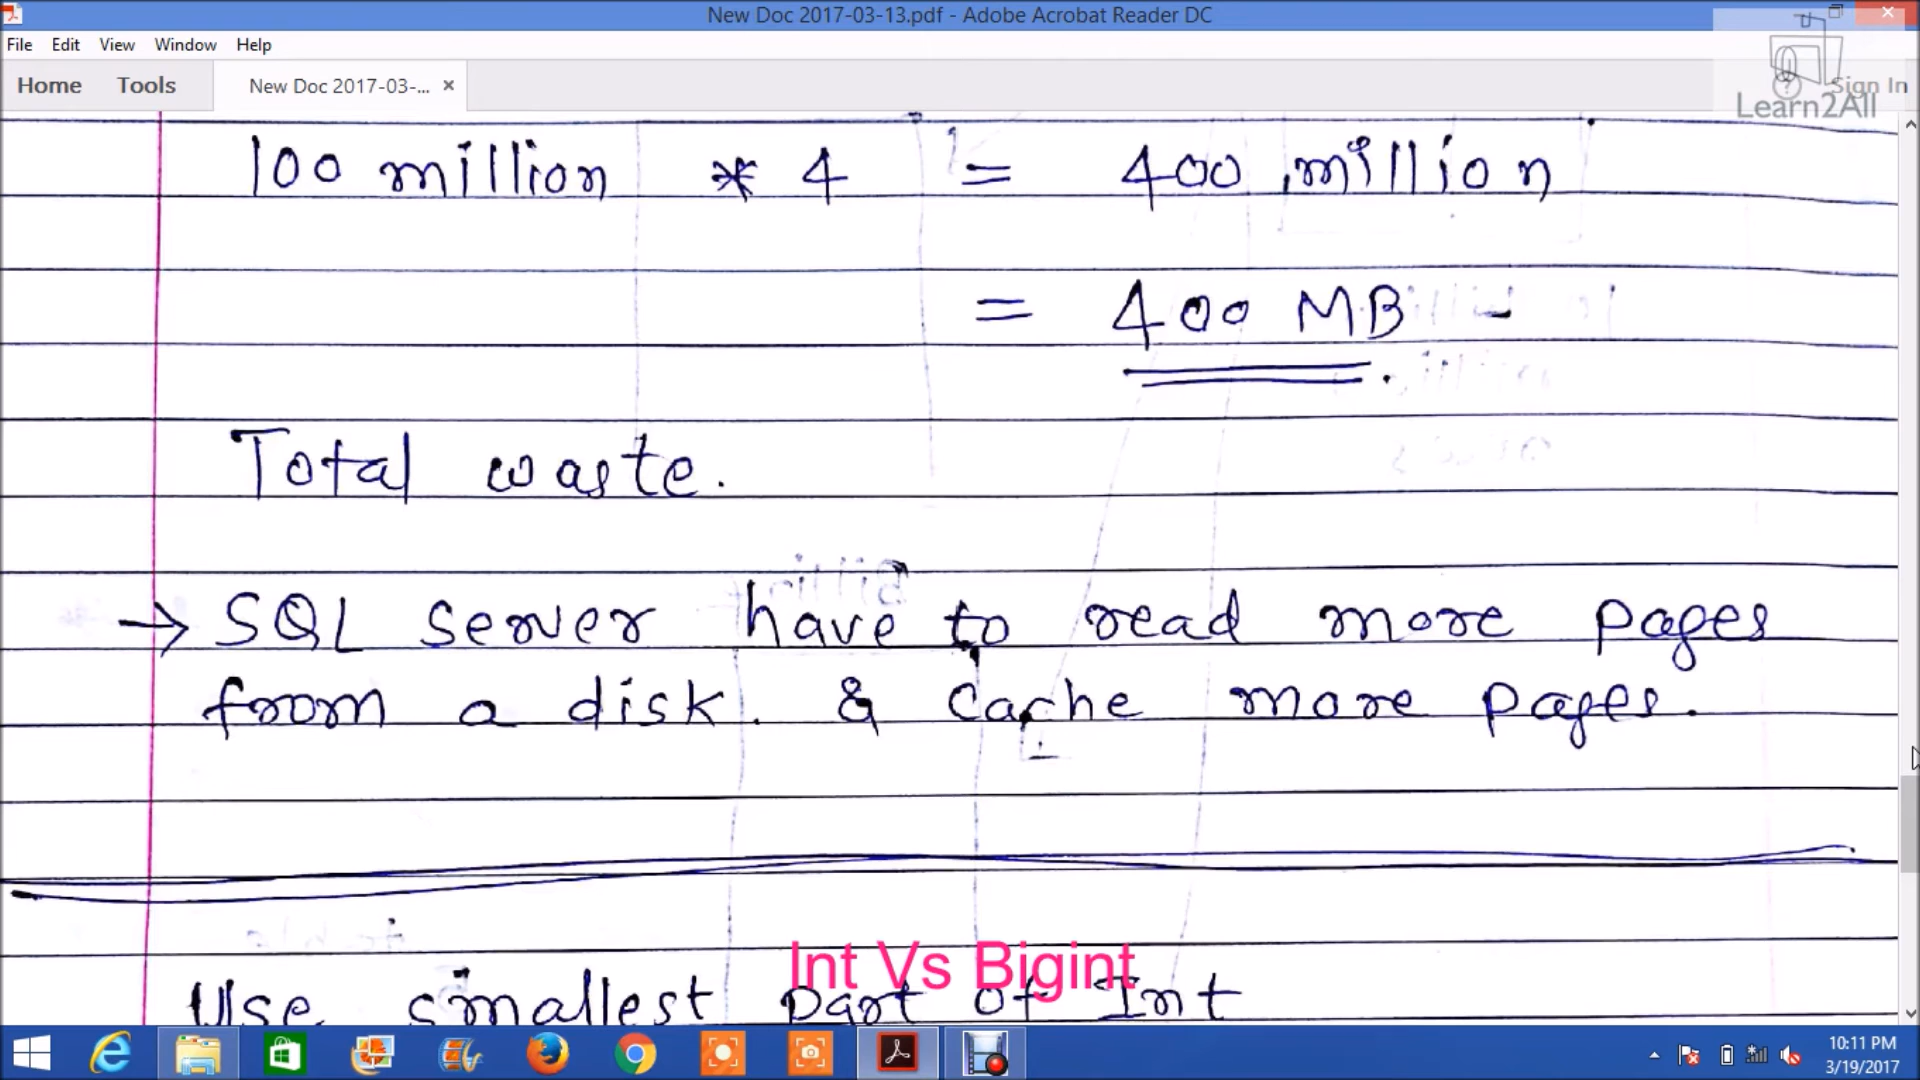 New Doc 2017-03-13.pdf - Adobe Acrobat Reader DC
File Edit View Window Help
Home Tools New Doc 2017-03-... × Sign In
Learn2All
100 million * 4 = 400 million
= 400 MB
Total waste.
→ SQL Server have to read more pages
from a disk. & Cache more pages.
Int Vs Bigint
Use smallest part of Int
10:11 PM
3/19/2017